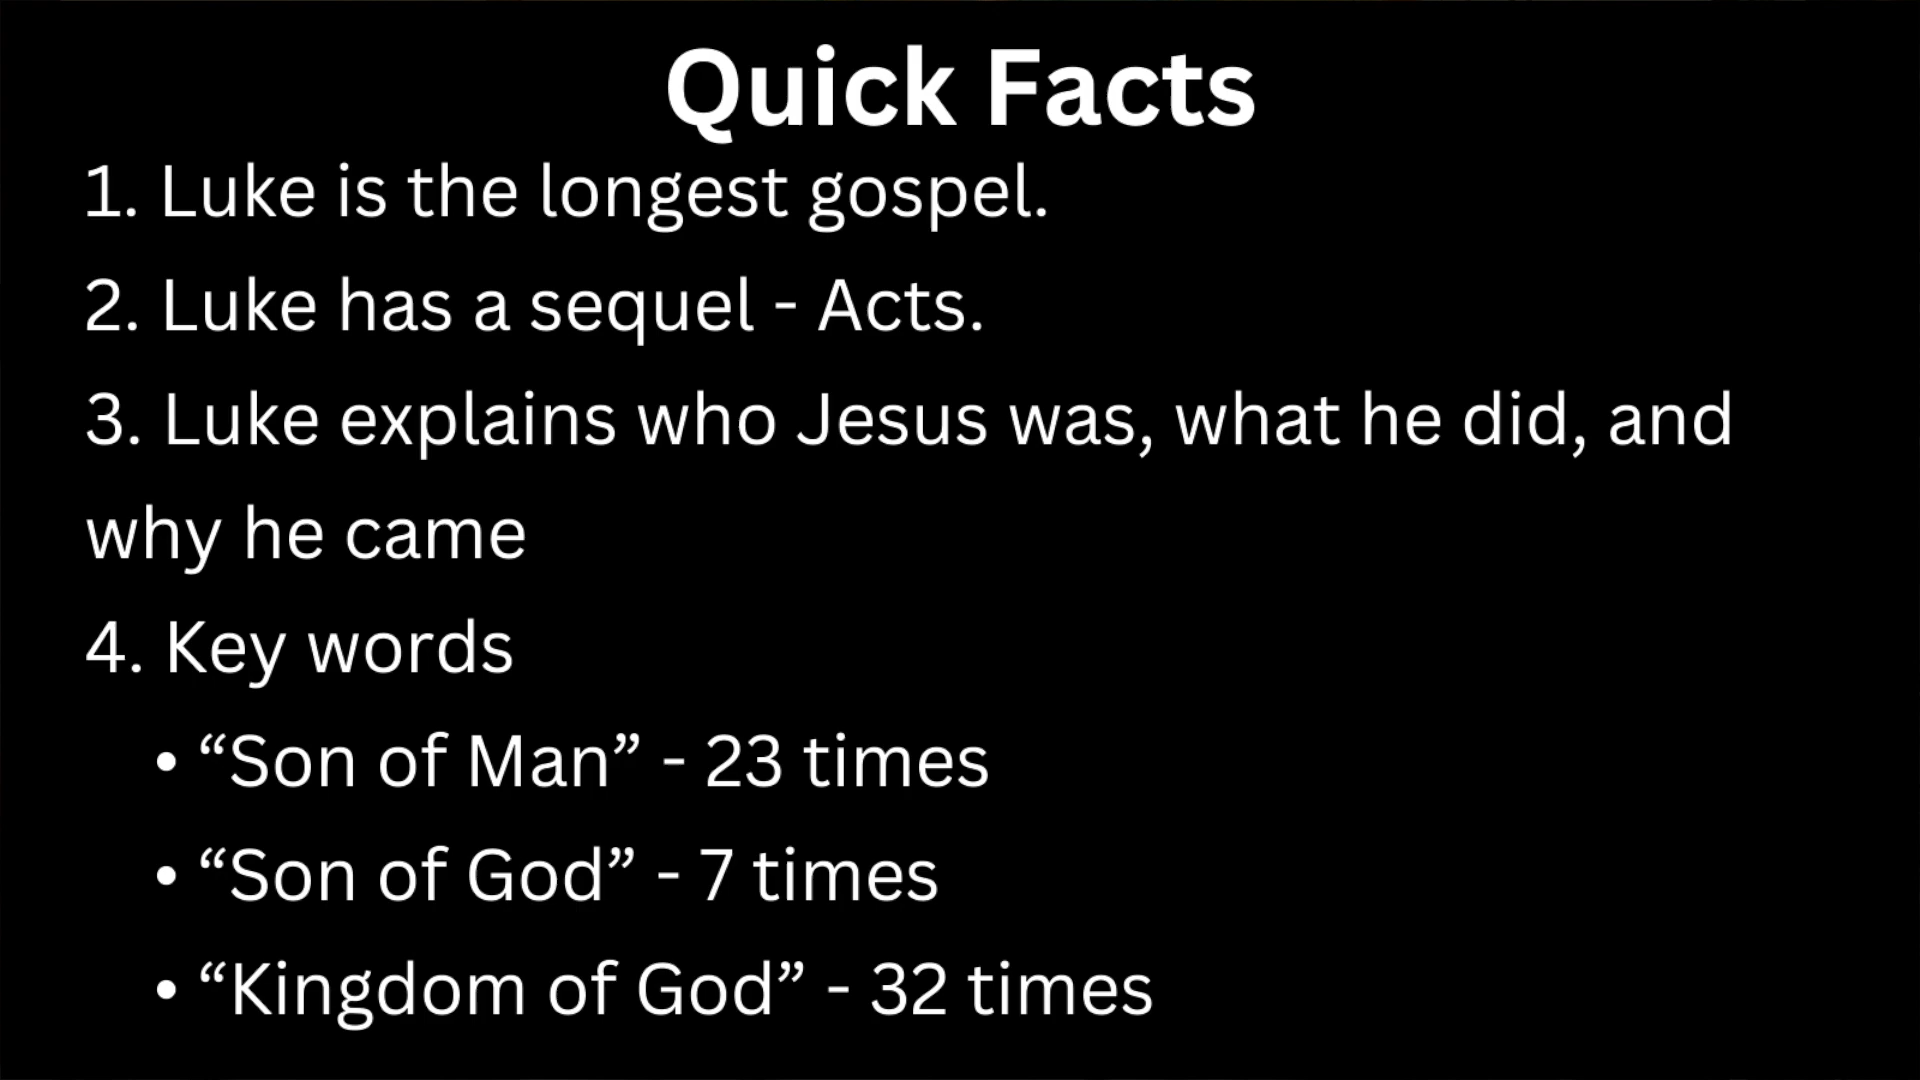 Quick Facts
1. Luke is the longest gospel.
2. Luke has a sequel - Acts.
3. Luke explains who Jesus was, what he did, and
why he came
4. Key words
• “Son of Man” - 23 times
• “Son of God” - 7 times
• “Kingdom of God” - 32 times